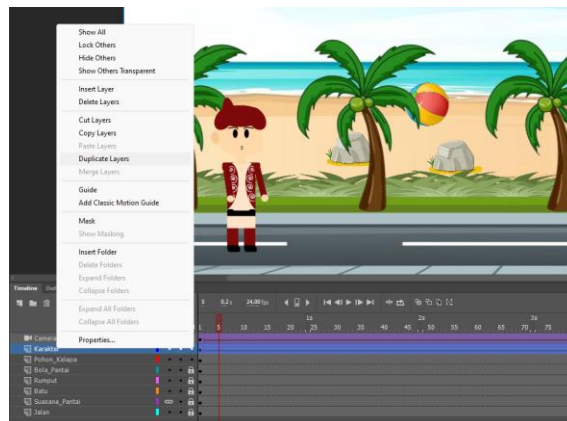 Show All
Lock Others
Hide Others
Show Others Transparent
Insert Layer
Delete Layers
Cut Layers
Copy Layers
Paste Layers
Duplicate Layers
Merge Layers
Guide
Add Classic Motion Guide
Mask
Show Masking
Insert Folder
Delete Folders
Expand Folders
Collapse Folders
Expand All Folders
Collapse All Folders
Properties...
Timeline
5 0.2 s 24.00 fps
1s 2s 3s
1 5 10 15 20 25 30 35 40 45 50 55 60 65 70 75
Camera
Karakter
Pohon_Kelapa
Bola_Pantai
Rumput
Batu
Suasana_Pantai
Jalan